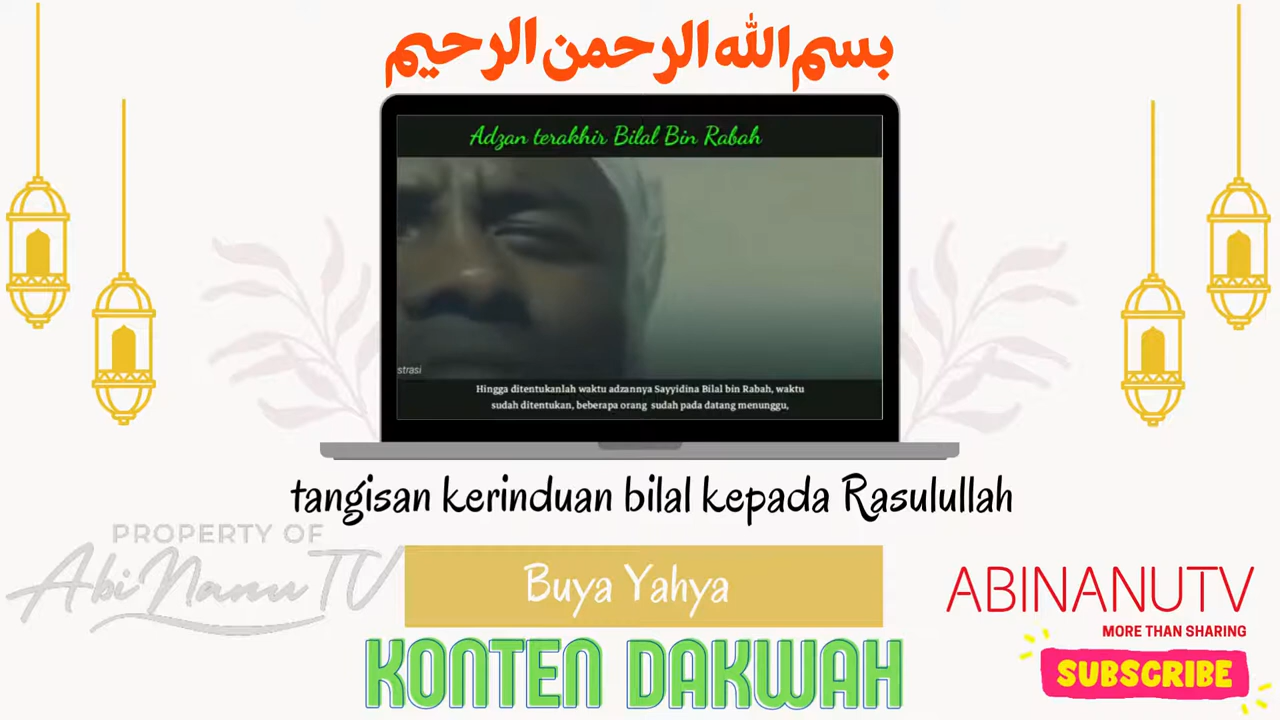 بسم الله الرحمن الرحيم
Adzan terakhir Bilal Bin Rabah
strasi
Hingga ditentukanlah waktu adzannya Sayyidina Bilal bin Rabah, waktu
sudah ditentukan, beberapa orang sudah pada datang menunggu,
tangisan kerinduan bilal kepada Rasulullah
PROPERTY OF
AbiNanuTV
Buya Yahya
KONTEN DAKWAH
ABINANUTV
MORE THAN SHARING
SUBSCRIBE